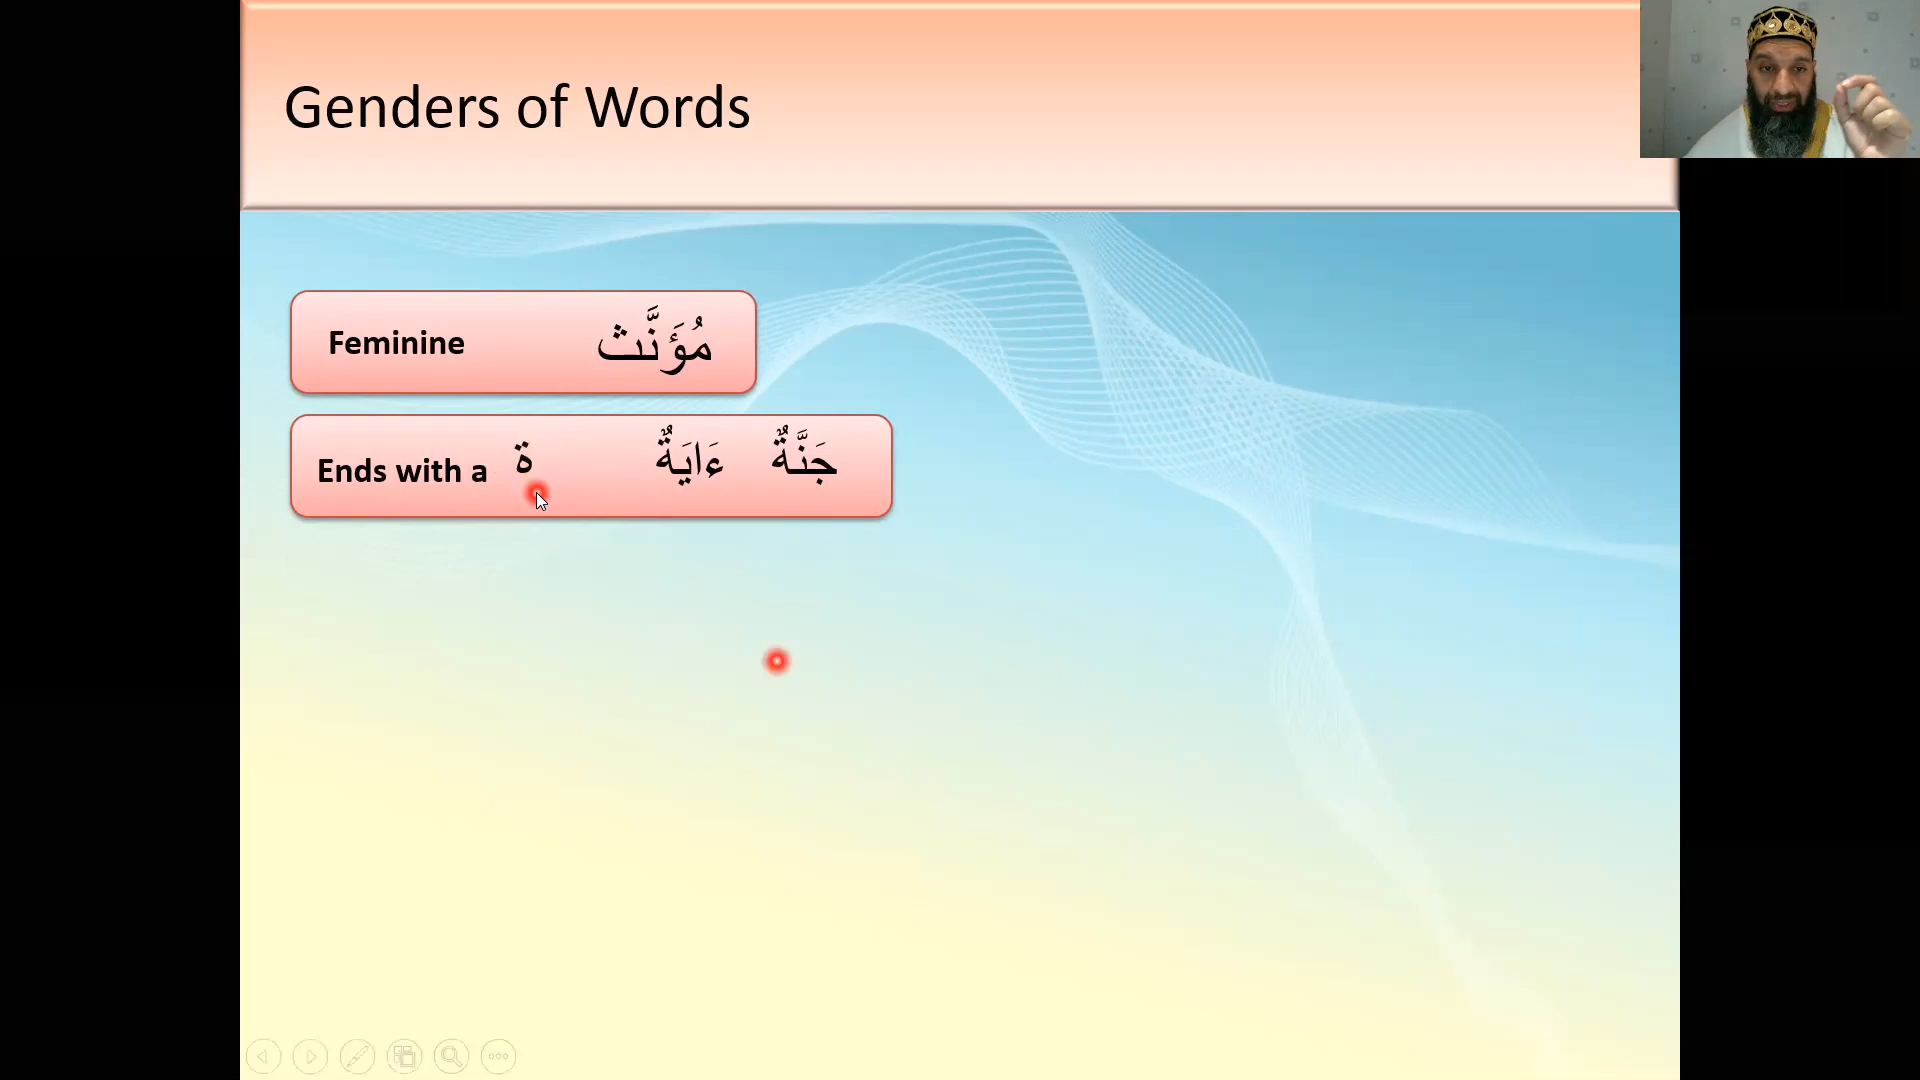 Genders of Words
Feminine مُؤَنَّث
Ends with a ة جَنَّةٌ ءَايَةٌ